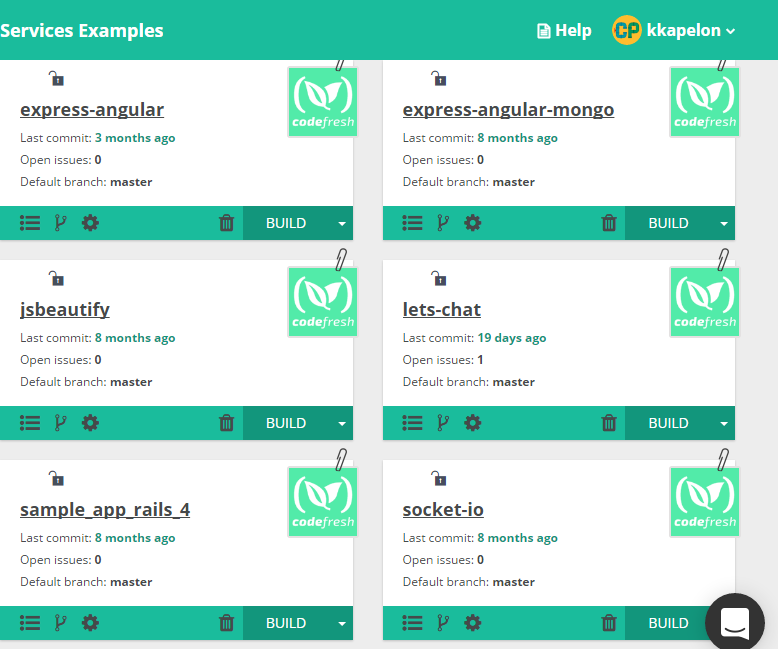 Services Examples
Help
CP kkapelon
express-angular
codefresh
Last commit: 3 months ago
Open issues: 0
Default branch: master
BUILD
express-angular-mongo
codefresh
Last commit: 8 months ago
Open issues: 0
Default branch: master
BUILD
jsbeautify
codefresh
Last commit: 8 months ago
Open issues: 0
Default branch: master
BUILD
lets-chat
codefresh
Last commit: 19 days ago
Open issues: 1
Default branch: master
BUILD
sample_app_rails_4
codefresh
Last commit: 8 months ago
Open issues: 0
Default branch: master
BUILD
socket-io
codefresh
Last commit: 8 months ago
Open issues: 0
Default branch: master
BUILD